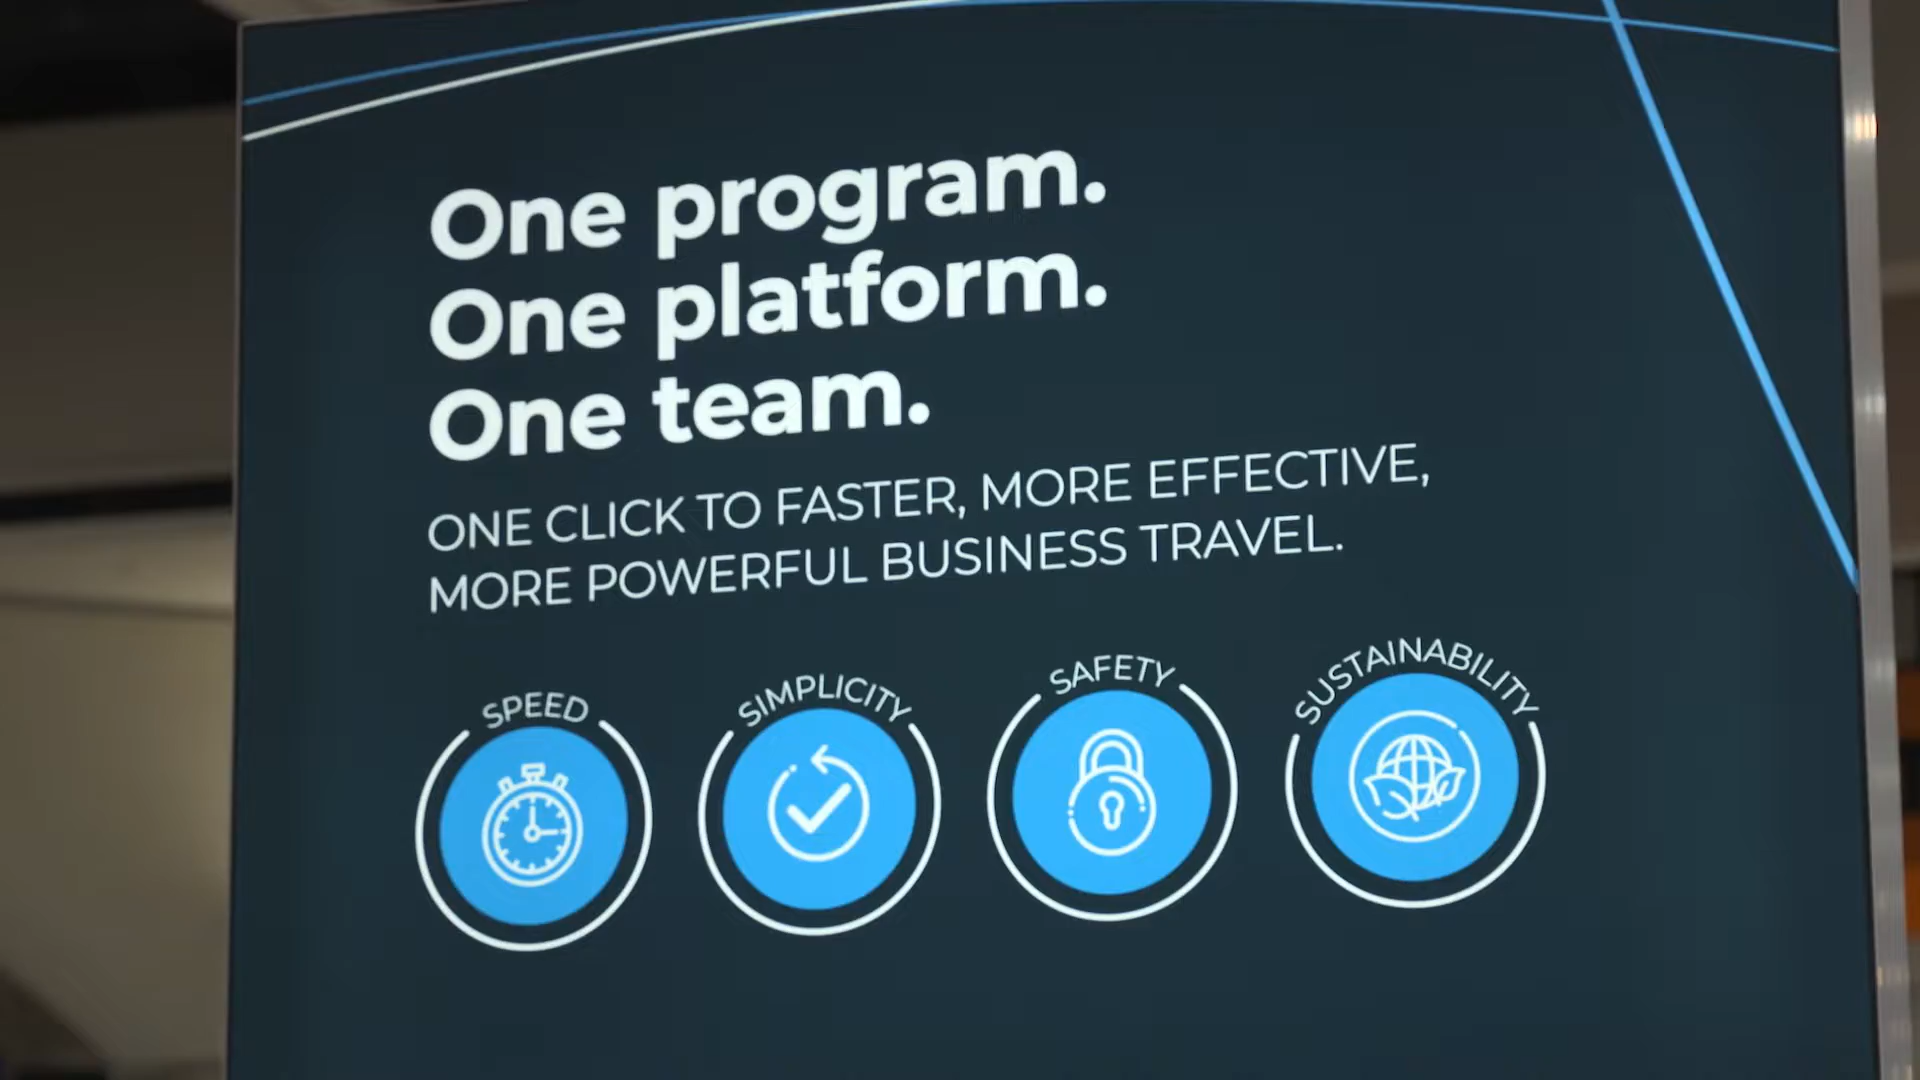 One program.
One platform.
One team.
ONE CLICK TO FASTER, MORE EFFECTIVE,
MORE POWERFUL BUSINESS TRAVEL.
SPEED
SIMPLICITY
SAFETY
SUSTAINABILITY